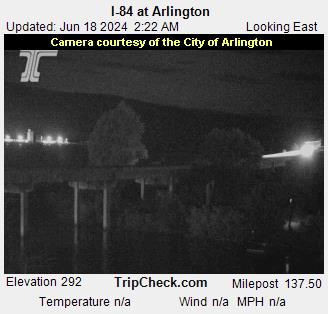 I-84 at Arlington
Updated: Jun 18 2024 2:22 AM Looking East
Camera courtesy of the City of Arlington
Elevation 292 TripCheck.com Milepost 137.50
Temperature n/a Wind n/a MPH n/a